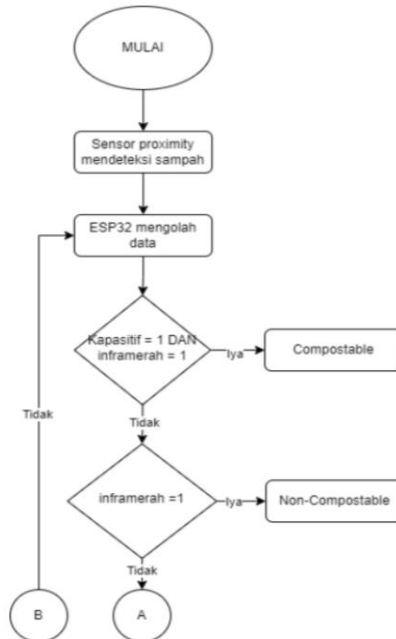 MULAI
Sensor proximity
mendeteksi sampah
ESP32 mengolah
data
Kapasitif = 1 DAN
inframerah = 1
Iya
Compostable
Tidak
Tidak
inframerah =1
Iya
Non-Compostable
Tidak
B
A